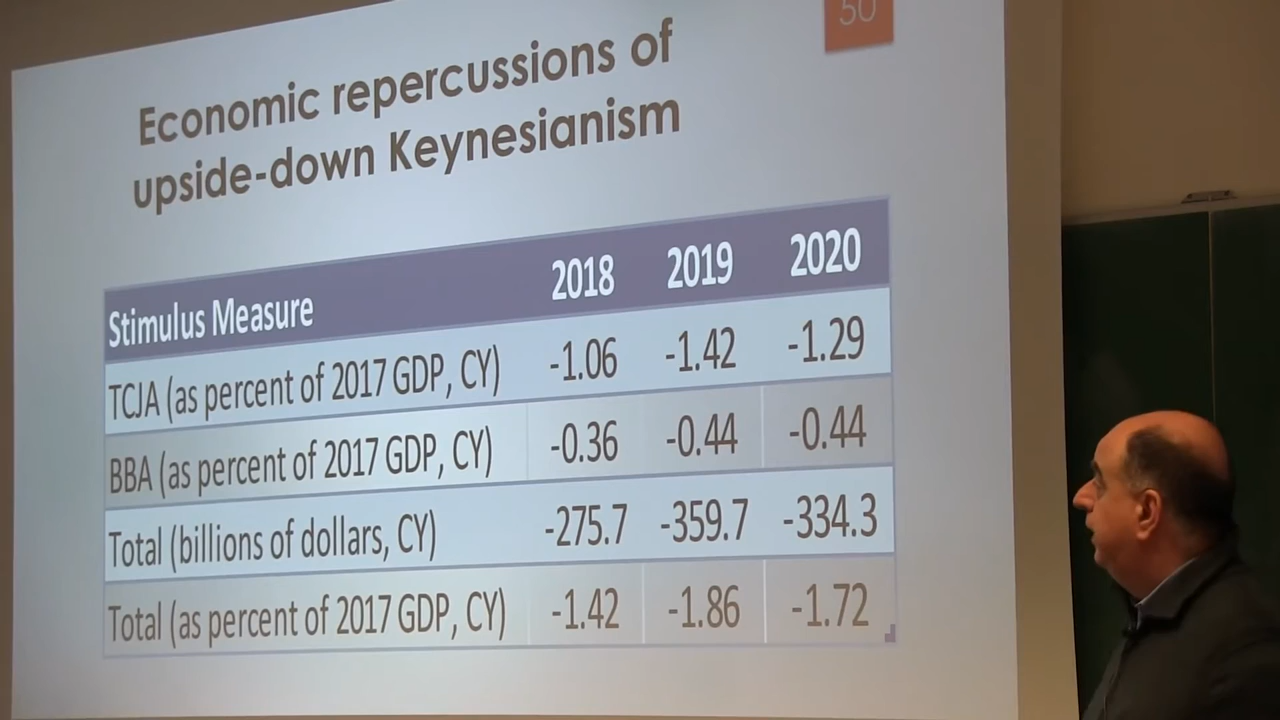 50
Economic repercussions of
upside-down Keynesianism
Stimulus Measure 2018 2019 2020
TCJA (as percent of 2017 GDP, CY) -1.06 -1.42 -1.29
BBA (as percent of 2017 GDP, CY) -0.36 -0.44 -0.44
Total (billions of dollars, CY) -275.7 -359.7 -334.3
Total (as percent of 2017 GDP, CY) -1.42 -1.86 -1.72